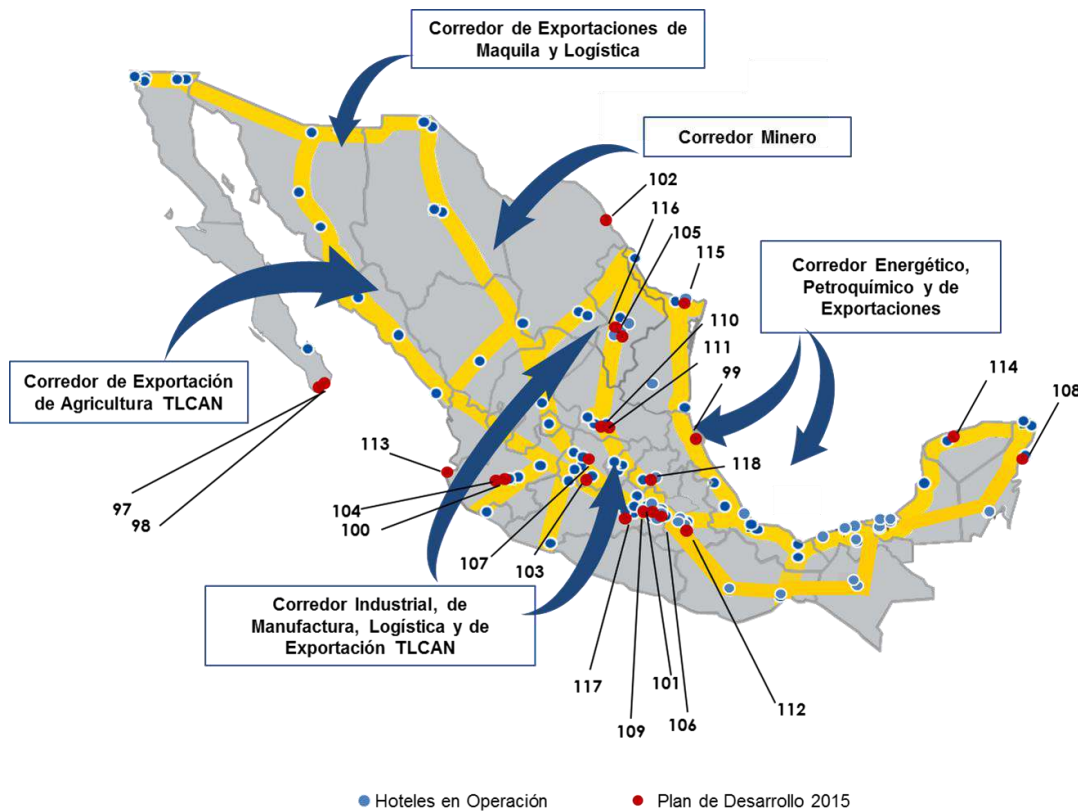 Corredor de Exportaciones de
Maquila y Logística
Corredor Minero
102
116
105
115
Corredor Energético,
Petroquímico y de
Exportaciones
110
111
99
114
108
Corredor de Exportación
de Agricultura TLCAN
113
118
97
98
104
100
107
103
Corredor Industrial, de
Manufactura, Logística y de
Exportación TLCAN
117
109
101
106
112
Hoteles en Operación
Plan de Desarrollo 2015